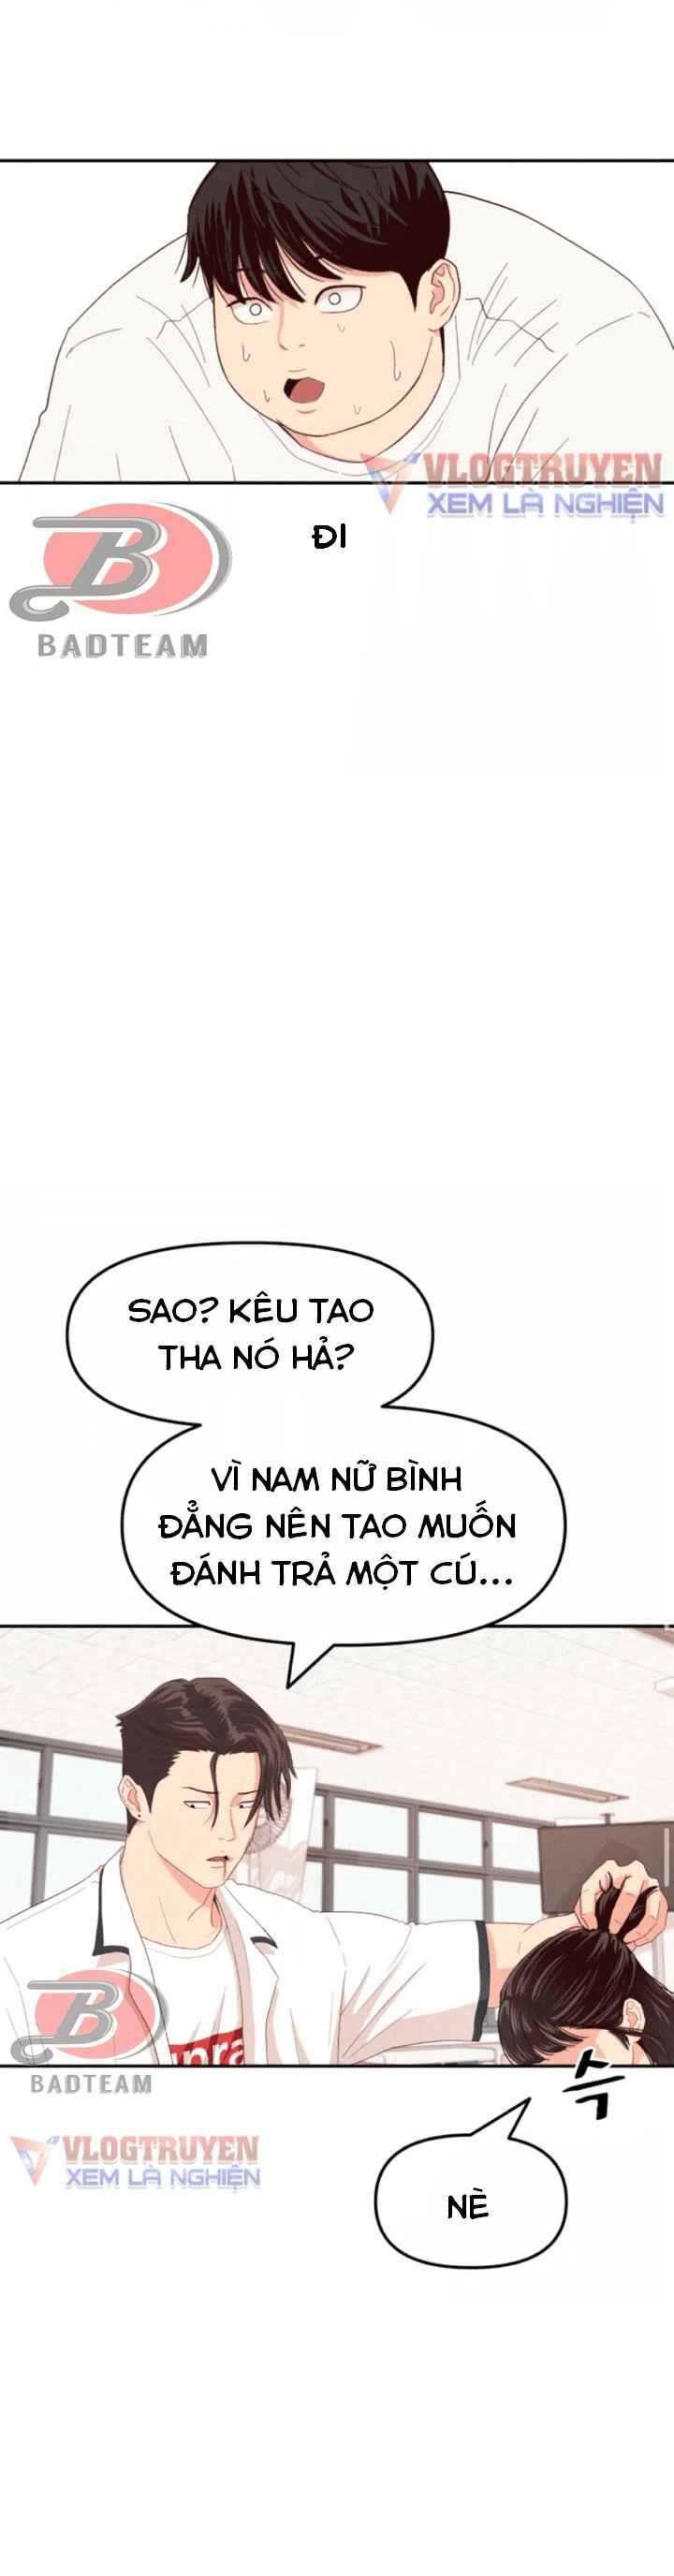 VLOGTRUYEN
XEM LÀ NGHIỆN
ĐI
B
BADTEAM
SAO? KÊU TAO
THA NÓ HẢ?
VÌ NAM NỮ BÌNH
ĐẲNG NÊN TAO MUỐN
ĐÁNH TRẢ MỘT CÚ...
upra
B
BADTEAM
슥
VLOGTRUYEN
XEM LÀ NGHIỆN
NÈ